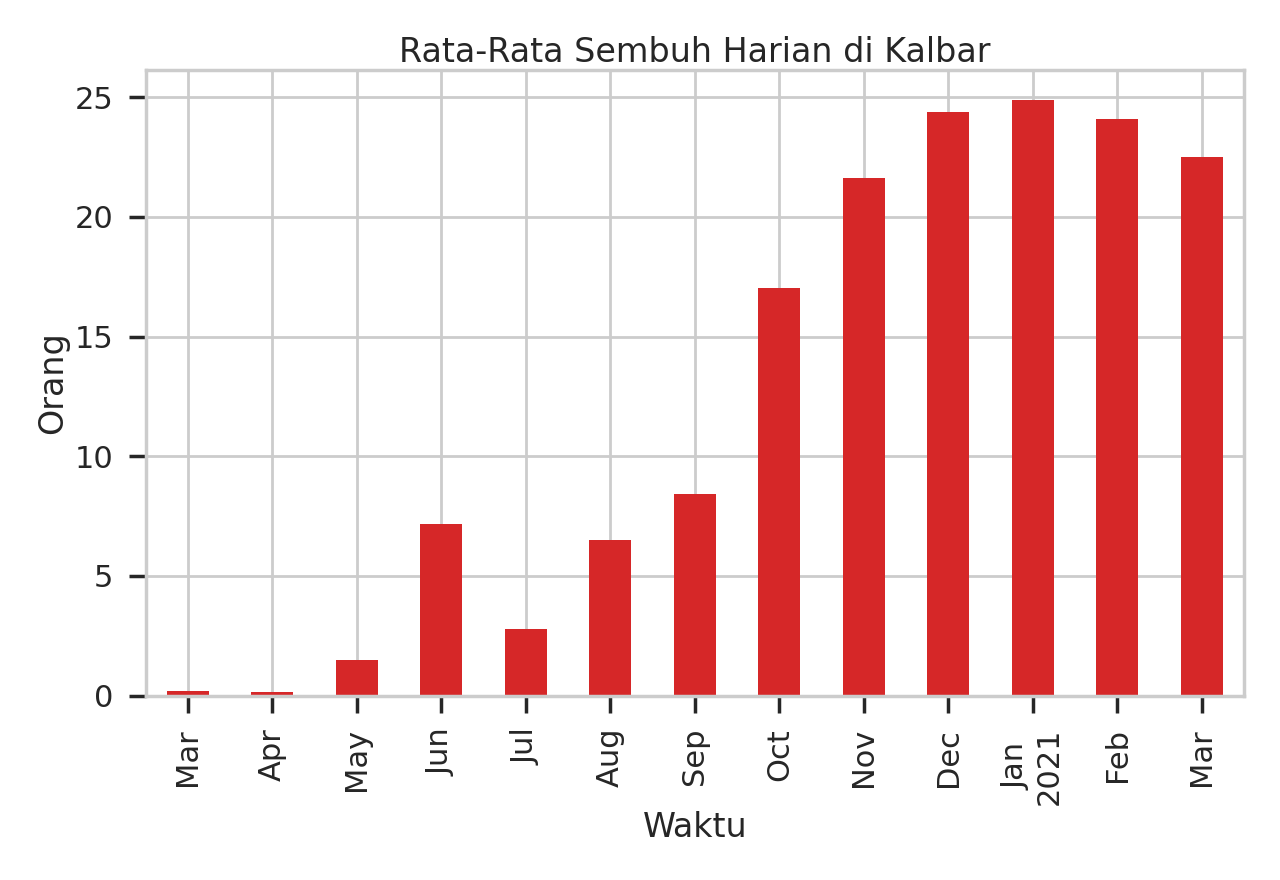 Rata-Rata Sembuh Harian di Kalbar
25
20
15
10
5
0
Orang
Mar
Apr
May
Jun
Jul
Aug
Sep
Oct
Nov
Dec
Jan
2021
Feb
Mar
Waktu